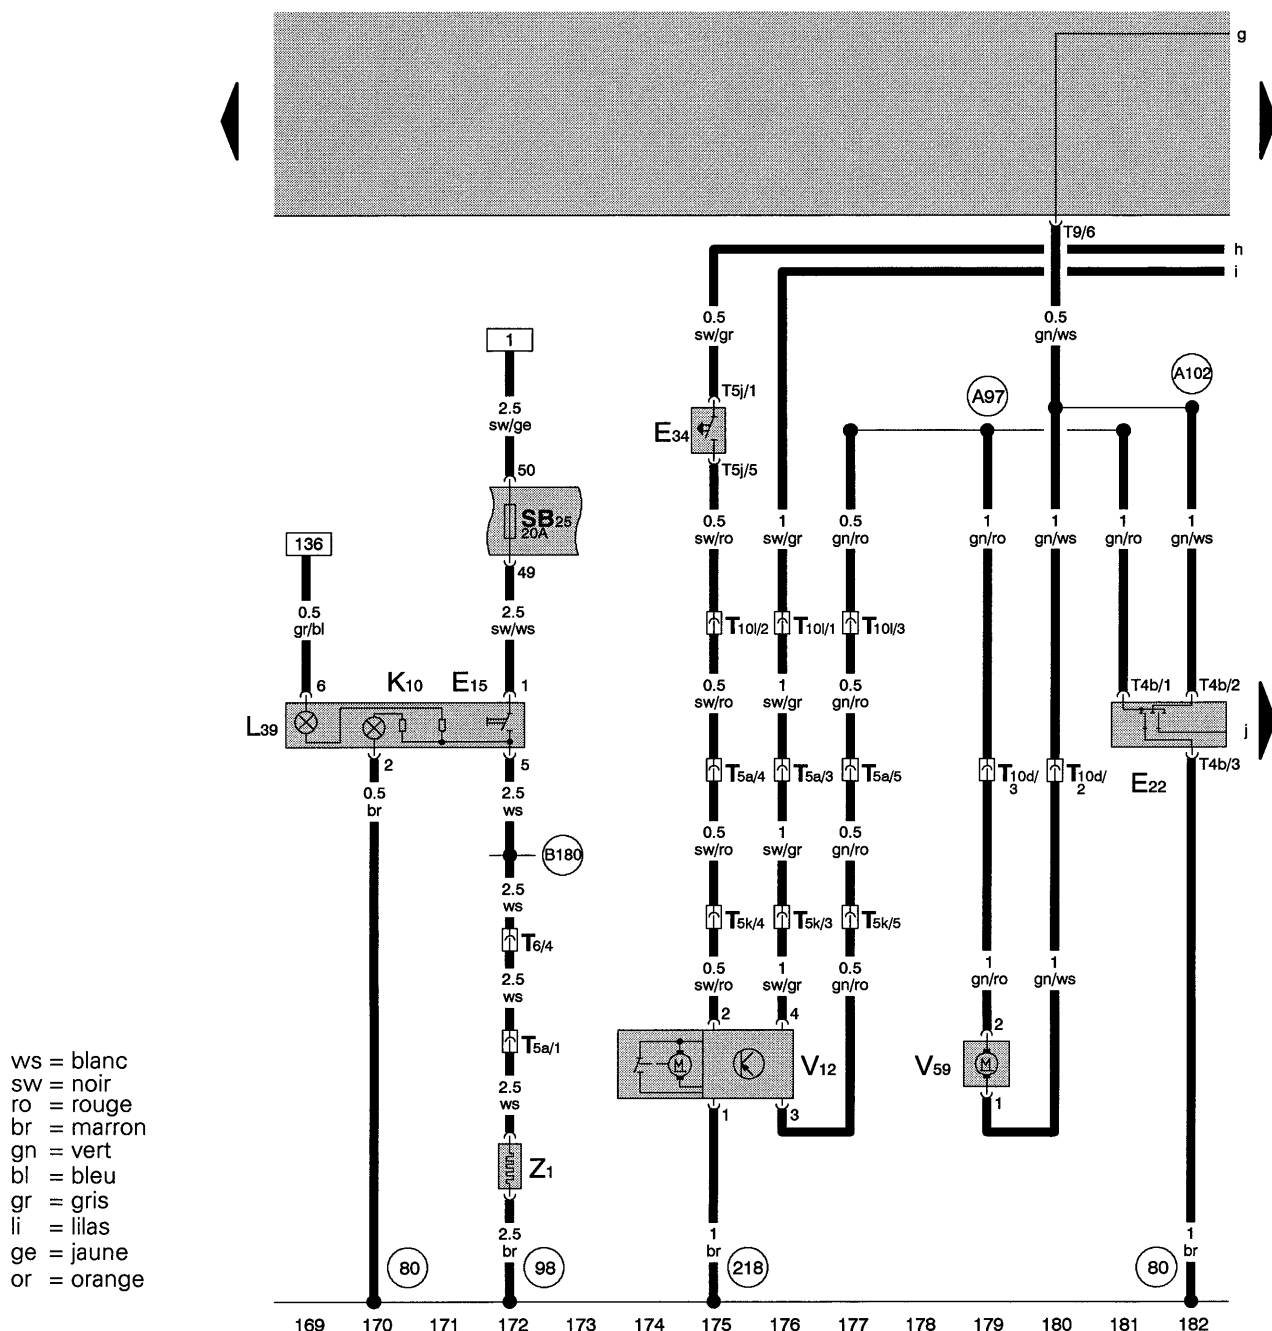 g
T9/6
h
i
0.5
sw/gr
0.5
gn/ws
1
2.5
sw/ge
50
T5j/1
E34
T5j/5
A97
A102
SB25
20A
136
49
0.5
gr/bl
2.5
sw/ws
0.5
sw/ro
1
sw/gr
0.5
gn/ro
1
gn/ro
1
gn/ws
1
gn/ro
1
gn/ws
T10l/2
T10l/1
T10l/3
6
K10
E15
1
0.5
sw/ro
1
sw/gr
0.5
gn/ro
T4b/1
T4b/2
L39
j
2
5
T5a/4
T5a/3
T5a/5
T10d/
3
T10d/
2
T4b/3
E22
0.5
br
2.5
ws
0.5
sw/ro
1
sw/gr
0.5
gn/ro
B180
2.5
ws
T5k/4
T5k/3
T5k/5
T6/4
0.5
sw/ro
1
sw/gr
0.5
gn/ro
1
gn/ro
1
gn/ws
2.5
ws
2
4
2
T5a/1
M
V12
V59
M
1
3
1
2.5
ws
Z1
ws = blanc
sw = noir
ro = rouge
br = marron
gn = vert
bl = bleu
gr = gris
li = lilas
ge = jaune
or = orange
2.5
br
1
br
1
br
80
98
218
80
169 170 171 172 173 174 175 176 177 178 179 180 181 182